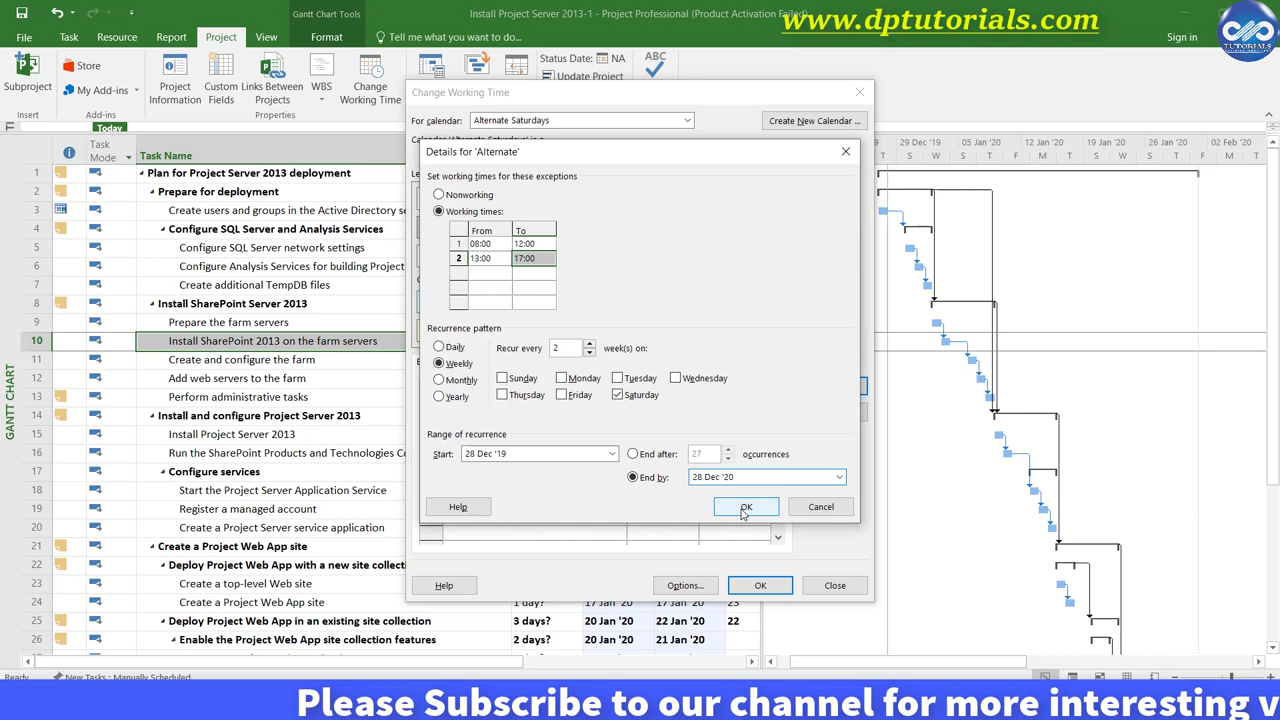 Gantt Chart Tools
Install Project Server 2013-1 - Project Professional (Product Activation Failed)
www.dptutorials.com
TUTORIALS
File Task Resource Report Project View Format Tell me what you want to do... Sign in
Subproject
Insert
Store
My Add-ins
Add-ins
Project Information
Custom Fields
Links Between Projects
WBS
Change Working Time
Properties
Status Date: NA
Update Project
ABC
Change Working Time
For calendar: Alternate Saturdays Create New Calendar ...
Today
29 Dec '19 05 Jan '20 12 Jan '20 19 Jan '20 02 Feb '20
Task Mode
Task Name
1 Plan for Project Server 2013 deployment
2 Prepare for deployment
3 Create users and groups in the Active Directory se
4 Configure SQL Server and Analysis Services
5 Configure SQL Server network settings
6 Configure Analysis Services for building Project
7 Create additional TempDB files
8 Install SharePoint Server 2013
9 Prepare the farm servers
10 Install SharePoint 2013 on the farm servers
11 Create and configure the farm
12 Add web servers to the farm
13 Perform administrative tasks
14 Install and configure Project Server 2013
15 Install Project Server 2013
16 Run the SharePoint Products and Technologies Co
17 Configure services
18 Start the Project Server Application Service
19 Register a managed account
20 Create a Project Server service application
21 Create a Project Web App site
22 Deploy Project Web App with a new site collecti
23 Create a top-level Web site
24 Create a Project Web App site 1 day? 17 Jan '20 17 Jan '20 23
25 Deploy Project Web App in an existing site collection 3 days? 20 Jan '20 22 Jan '20 22
26 Enable the Project Web App site collection features 2 days? 20 Jan '20 21 Jan '20
GANTT CHART
Details for 'Alternate'
Set working times for these exceptions
Nonworking
Working times:
From To
1 08:00 12:00
2 13:00 17:00
Recurrence pattern
Daily
Weekly
Monthly
Yearly
Recur every 2 week(s) on:
Sunday Monday Tuesday Wednesday
Thursday Friday Saturday
Range of recurrence
Start: 28 Dec '19 End after: 27 occurrences
End by: 28 Dec '20
Help OK Cancel
Help Options... OK Close
Ready New Tasks : Manually Scheduled
Please Subscribe to our channel for more interesting v